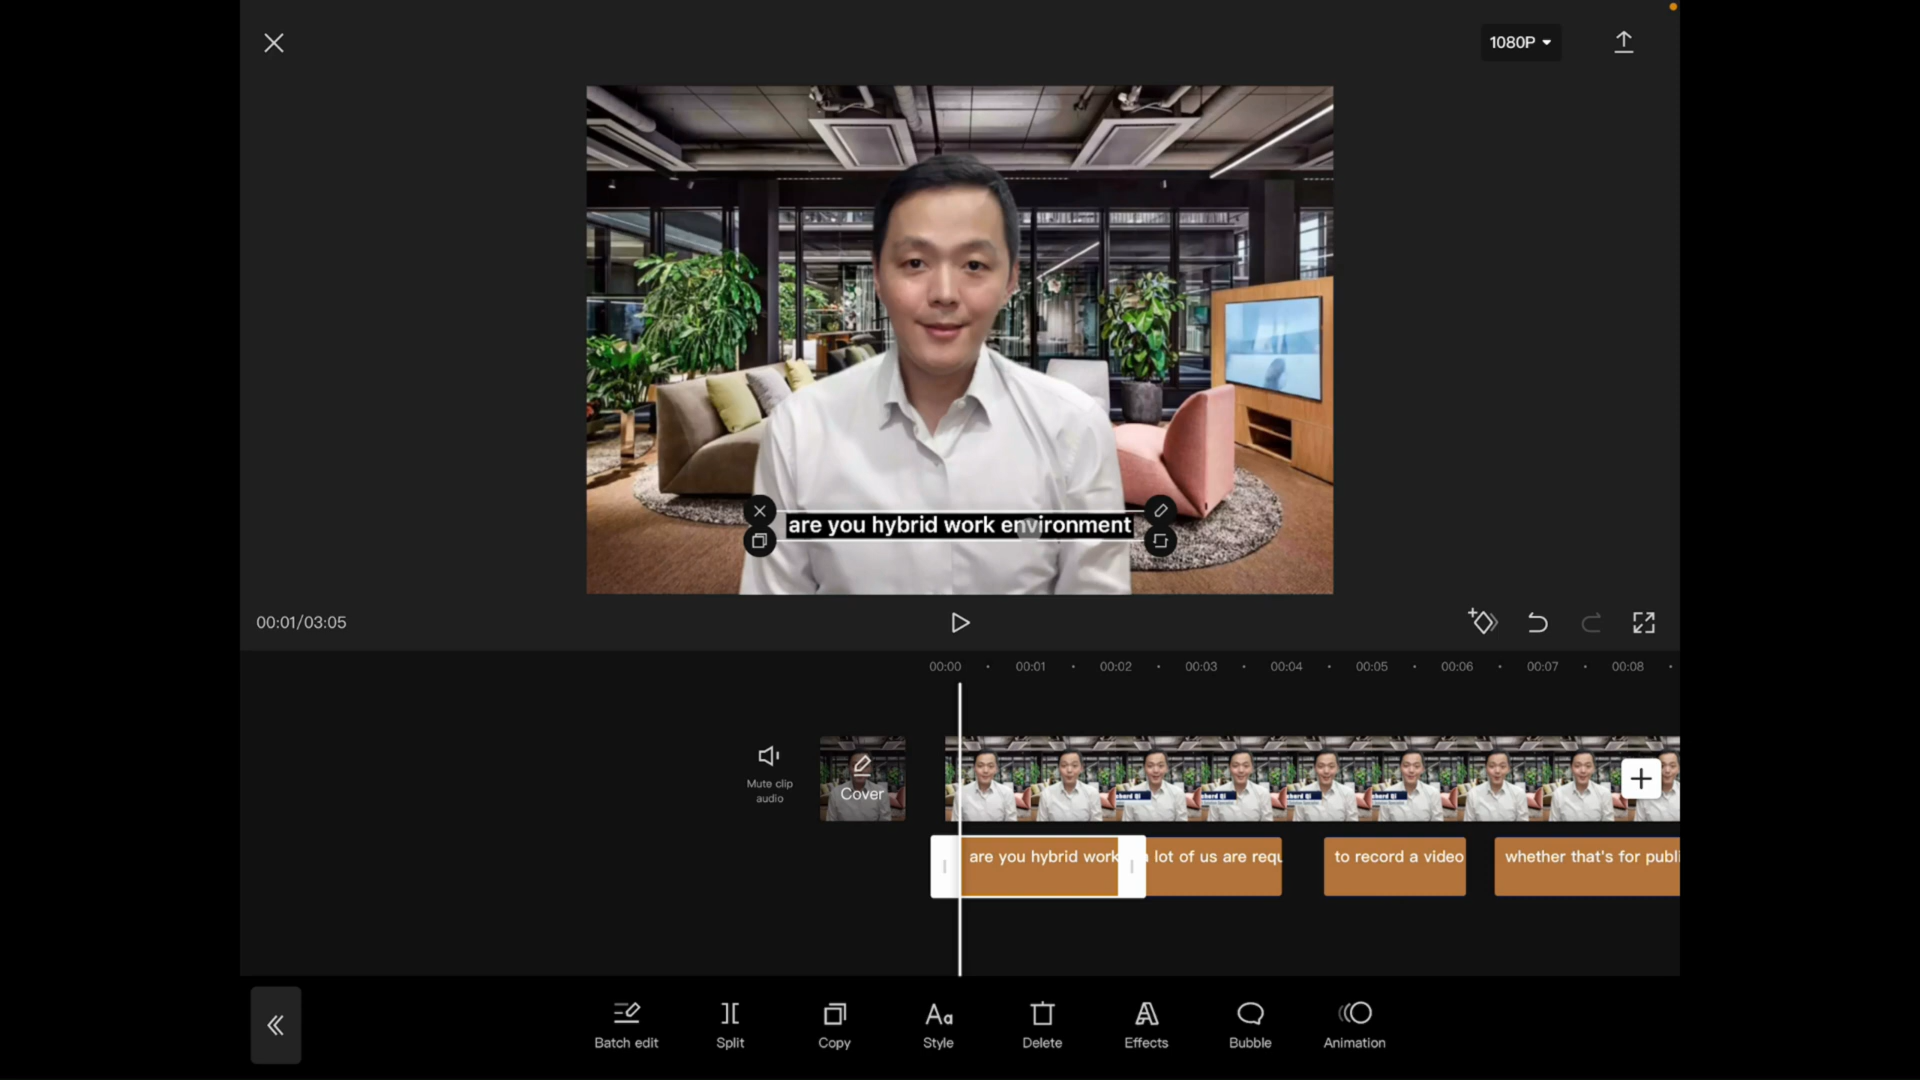 1080P
are you hybrid work environment
00:01/03:05
00:00 00:01 00:02 00:03 00:04 00:05 00:06 00:07 00:08
Mute clip
audio
Cover
are you hybrid work
lot of us are requ
to record a video
whether that's for publ
Batch edit
Split
Copy
Style
Delete
Effects
Bubble
Animation